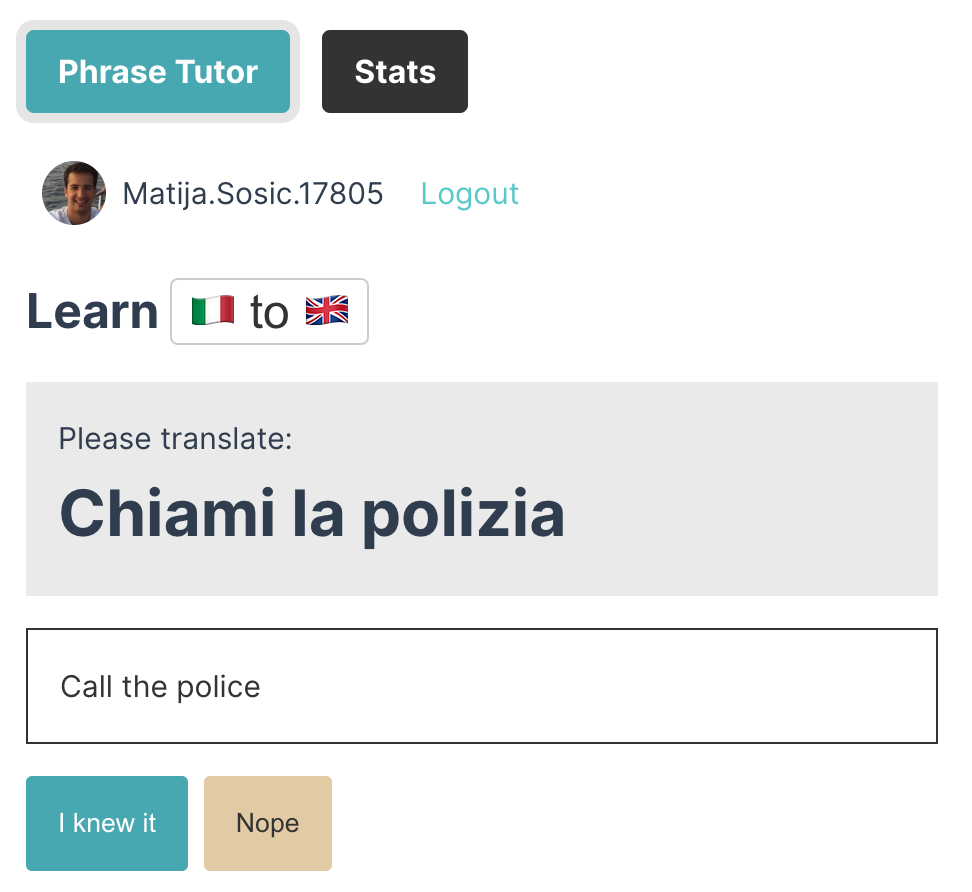 Phrase Tutor Stats
Matija.Sosic.17805 Logout
Learn 🇮🇹 to 🇬🇧
Please translate:
Chiami la polizia
Call the police
I knew it Nope